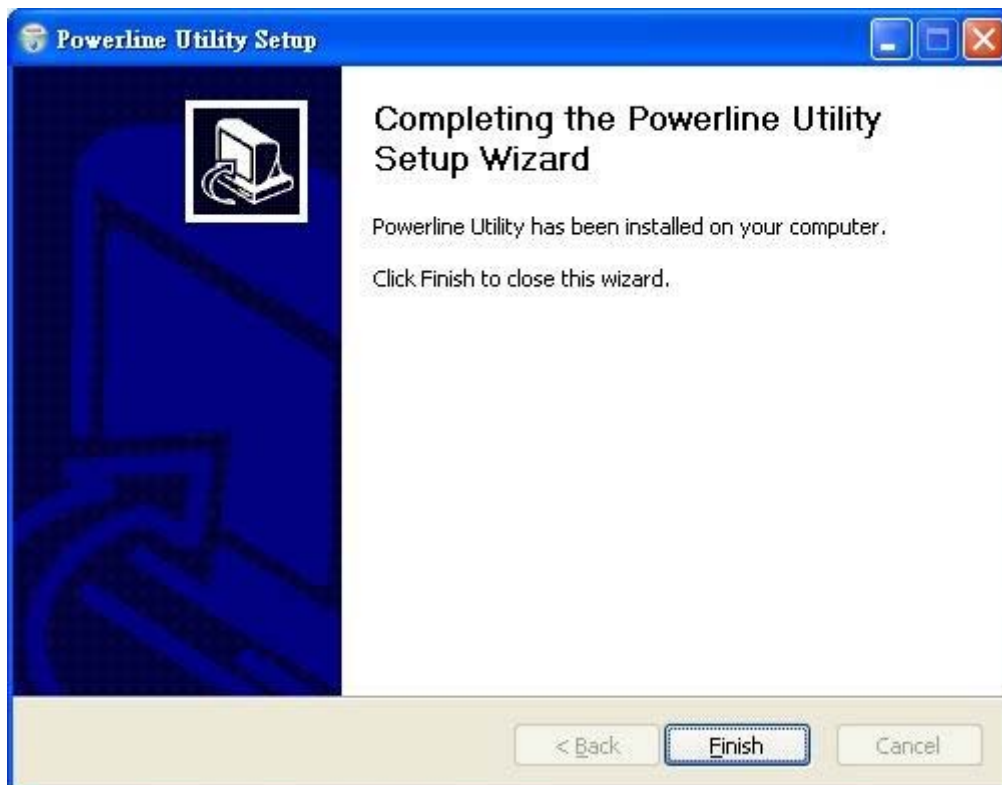 Powerline Utility Setup
Completing the Powerline Utility
Setup Wizard
Powerline Utility has been installed on your computer.
Click Finish to close this wizard.
< Back
Finish
Cancel